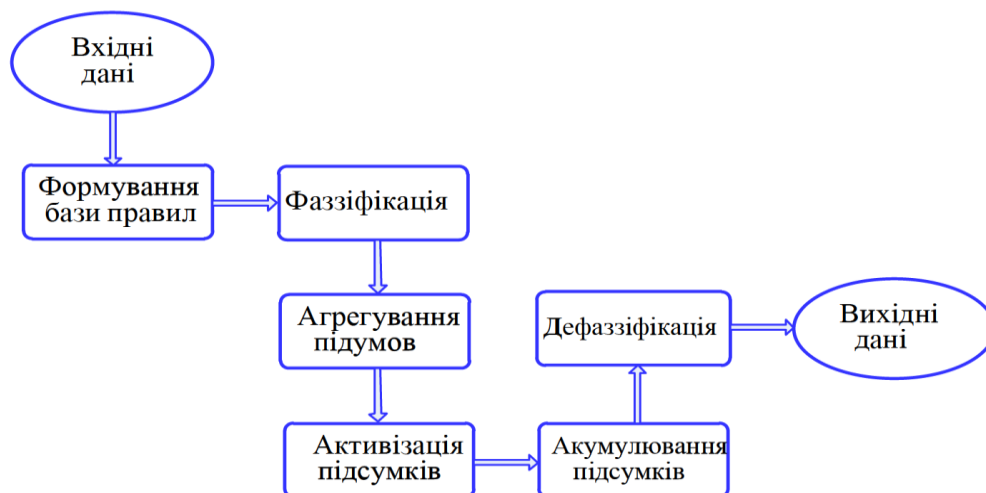 Вхідні
дані
Формування
бази правил
Фаззіфікація
Агрегування
підумов
Активізація
підсумків
Акумулювання
підсумків
Дефаззіфікація
Вихідні
дані